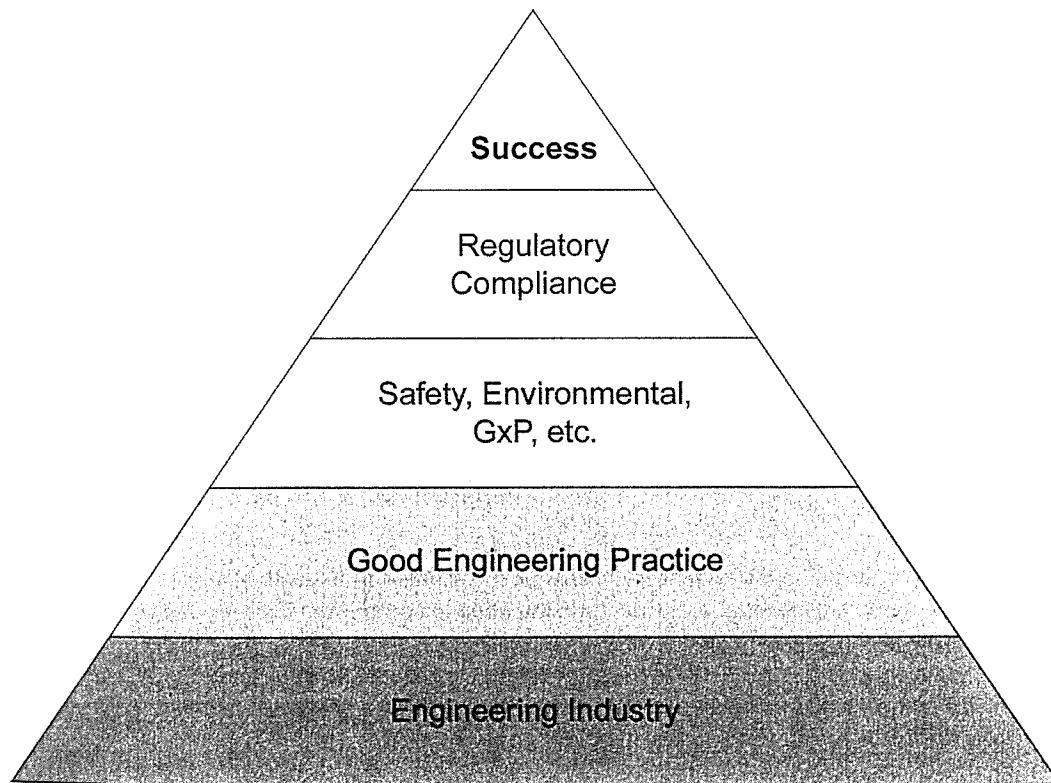 Success
Regulatory
Compliance
Safety, Environmental,
GxP, etc.
Good Engineering Practice
Engineering Industry